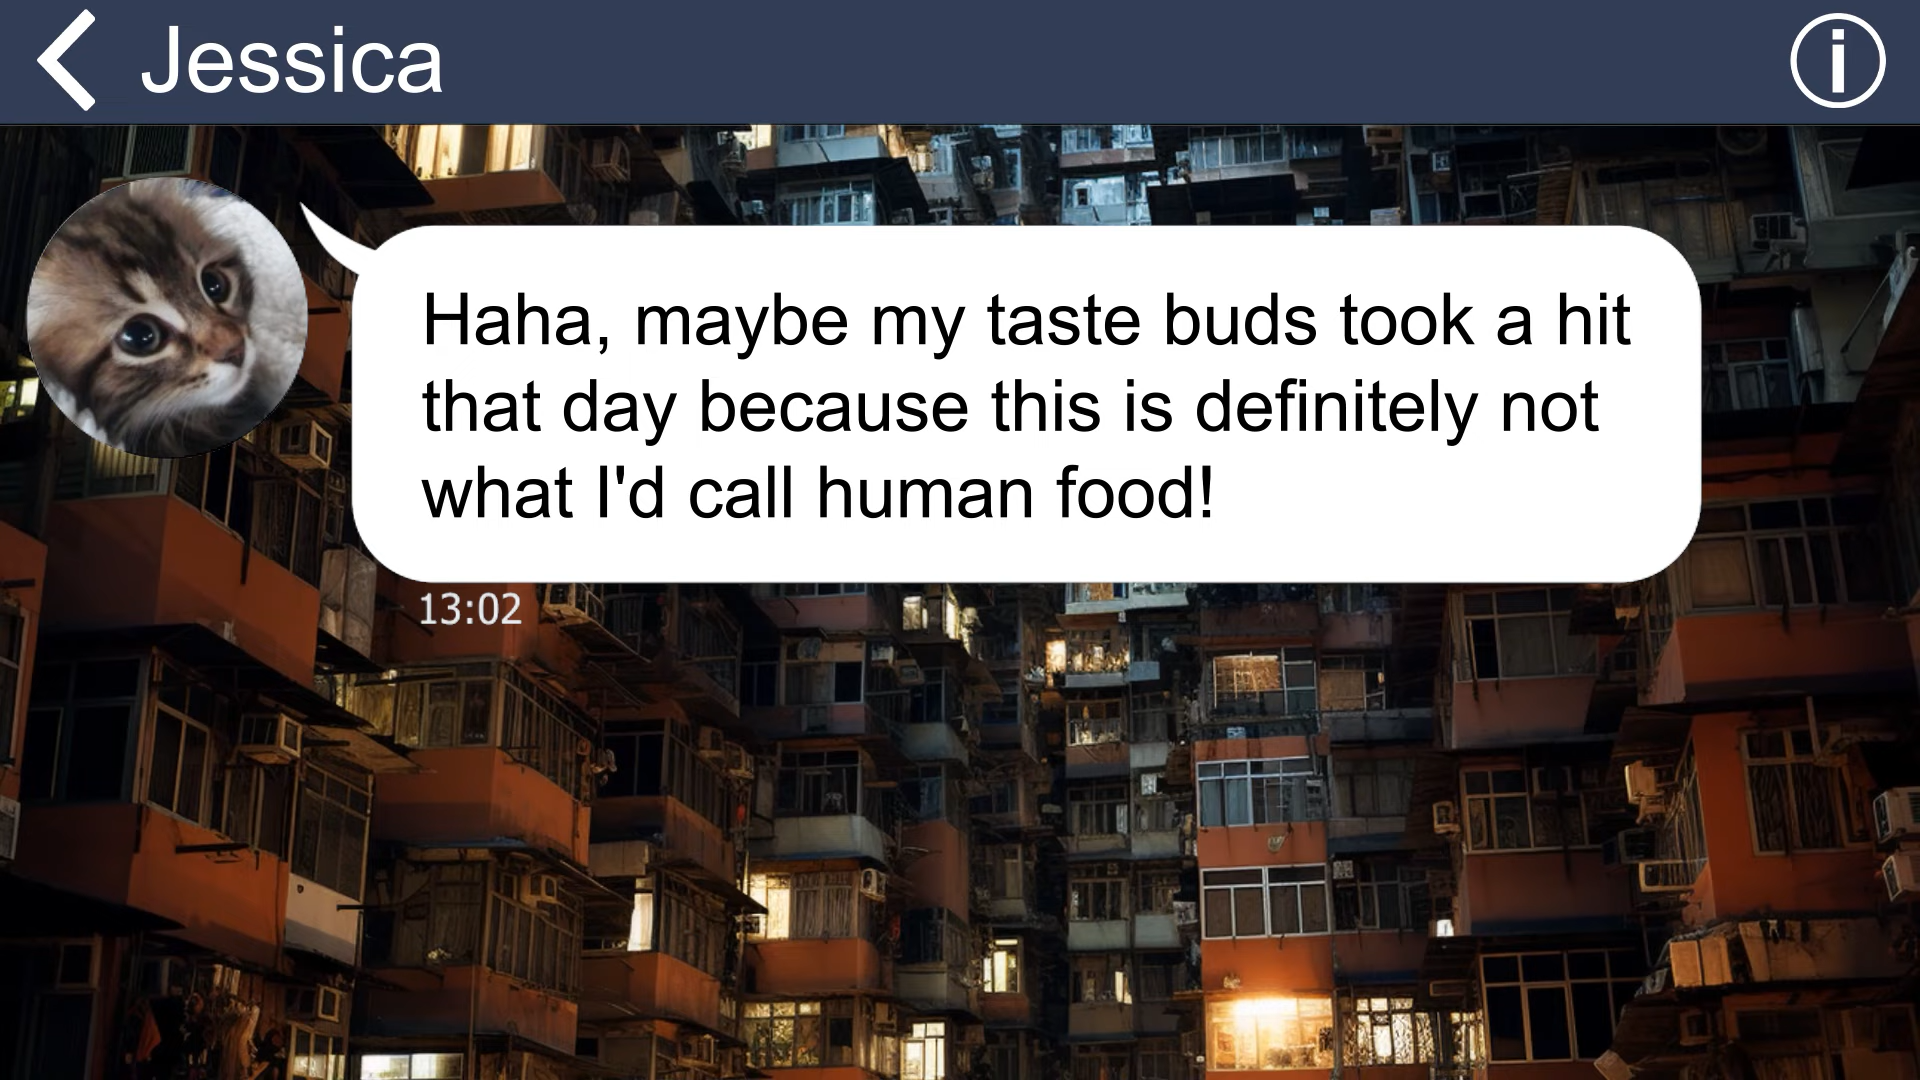 Jessica
Haha, maybe my taste buds took a hit
that day because this is definitely not
what I'd call human food!
13:02